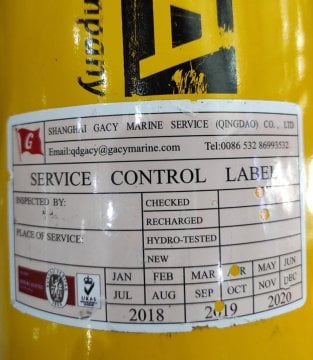 mpany
A
G SHANGHAI GACY MARINE SERVICE (QINGDAO) CO., LTD
Email:qdgacy@gacymarine.com Tel:0086 532 86993532
SERVICE CONTROL LABEL
INSPECTED BY: CHECKED
RECHARGED
PLACE OF SERVICE: HYDRO-TESTED
NEW
JAN FEB MAR APR MAY JUN
JUL AUG SEP OCT NOV DEC
UKAS
2018 2019 2020